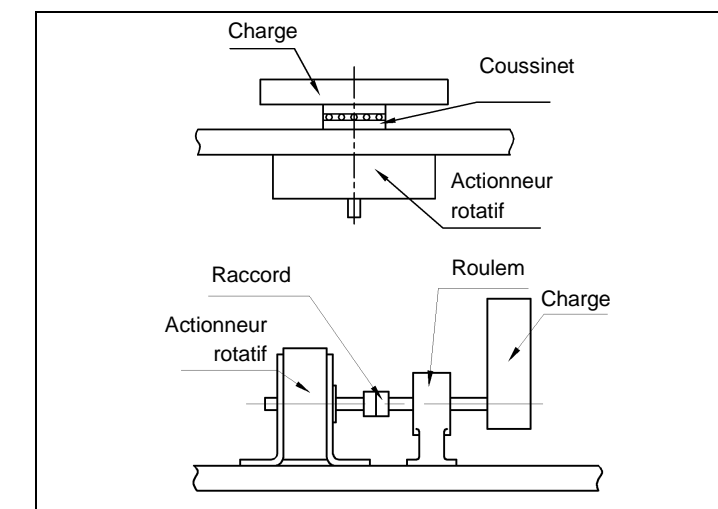 Charge
Coussinet
Actionneur
rotatif
Roulem
Raccord
Charge
Actionneur
rotatif